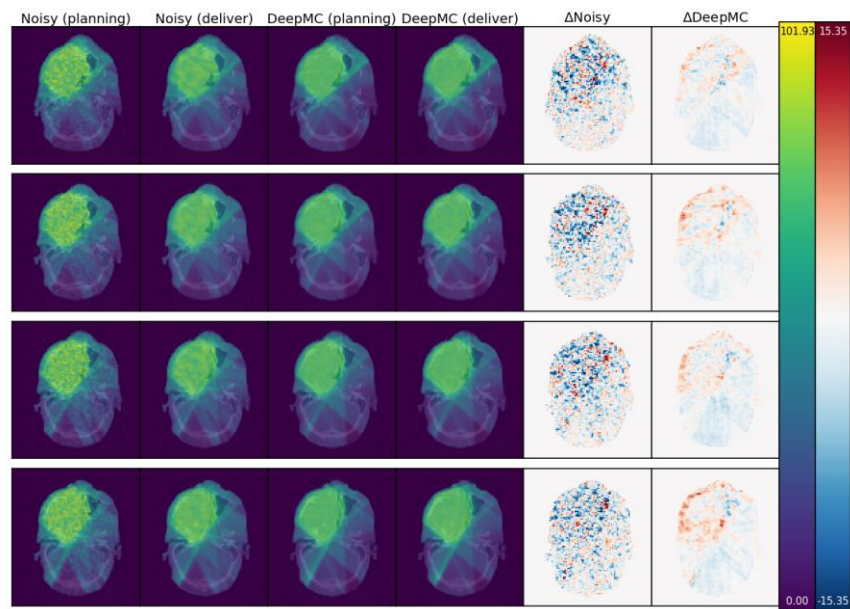 Noisy (planning) Noisy (deliver) DeepMC (planning) DeepMC (deliver) ΔNoisy ΔDeepMC
101.93 15.35
0.00 -15.35